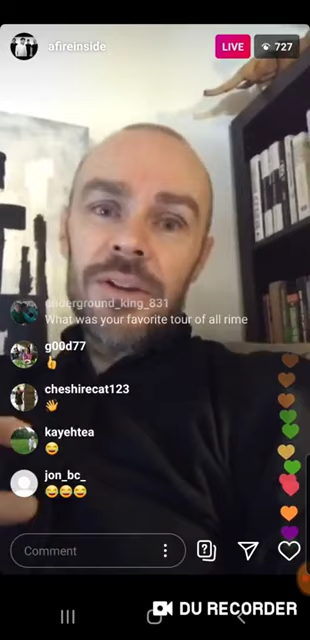 afireinside
LIVE
727
underground_king_831
What was your favorite tour of all rime
g00d77
cheshirecat123
kayehtea
jon_bc_
Comment
DU RECORDER